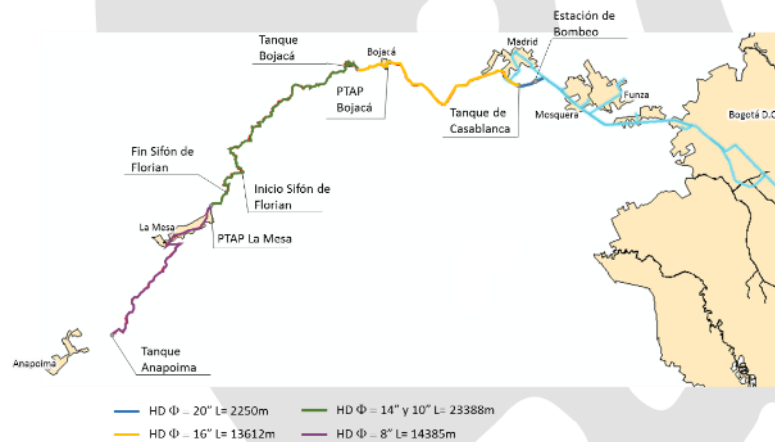 Estación de
Bombeo
Tanque
Bojacá
Bojacá
Madrid
PTAP
Bojacá
Tanque de
Casablanca
Mosquera
Funza
Bogotá D.C
Fin Sifón de
Florian
Inicio Sifón de
Florian
La Mesa
PTAP La Mesa
Anapoima
Tanque
Anapoima
HD Φ = 20” L= 2250m
HD Φ = 14” y 10” L= 23388m
HD Φ = 16” L= 13612m
HD Φ = 8” L= 14385m